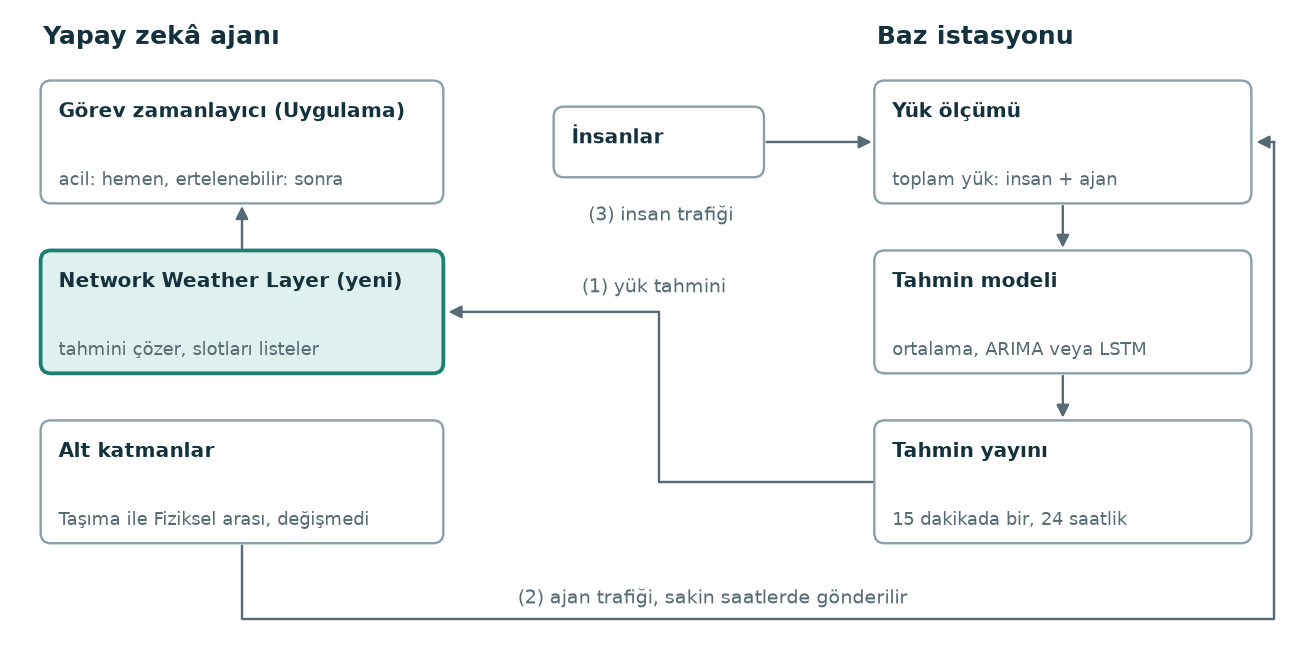 Yapay zekâ ajanı
Görev zamanlayıcı (Uygulama)
acil: hemen, ertelenebilir: sonra
Network Weather Layer (yeni)
tahmini çözer, slotları listeler
Alt katmanlar
Taşıma ile Fiziksel arası, değişmedi
İnsanlar
(3) insan trafiği
(1) yük tahmini
(2) ajan trafiği, sakin saatlerde gönderilir
Baz istasyonu
Yük ölçümü
toplam yük: insan + ajan
Tahmin modeli
ortalama, ARIMA veya LSTM
Tahmin yayını
15 dakikada bir, 24 saatlik